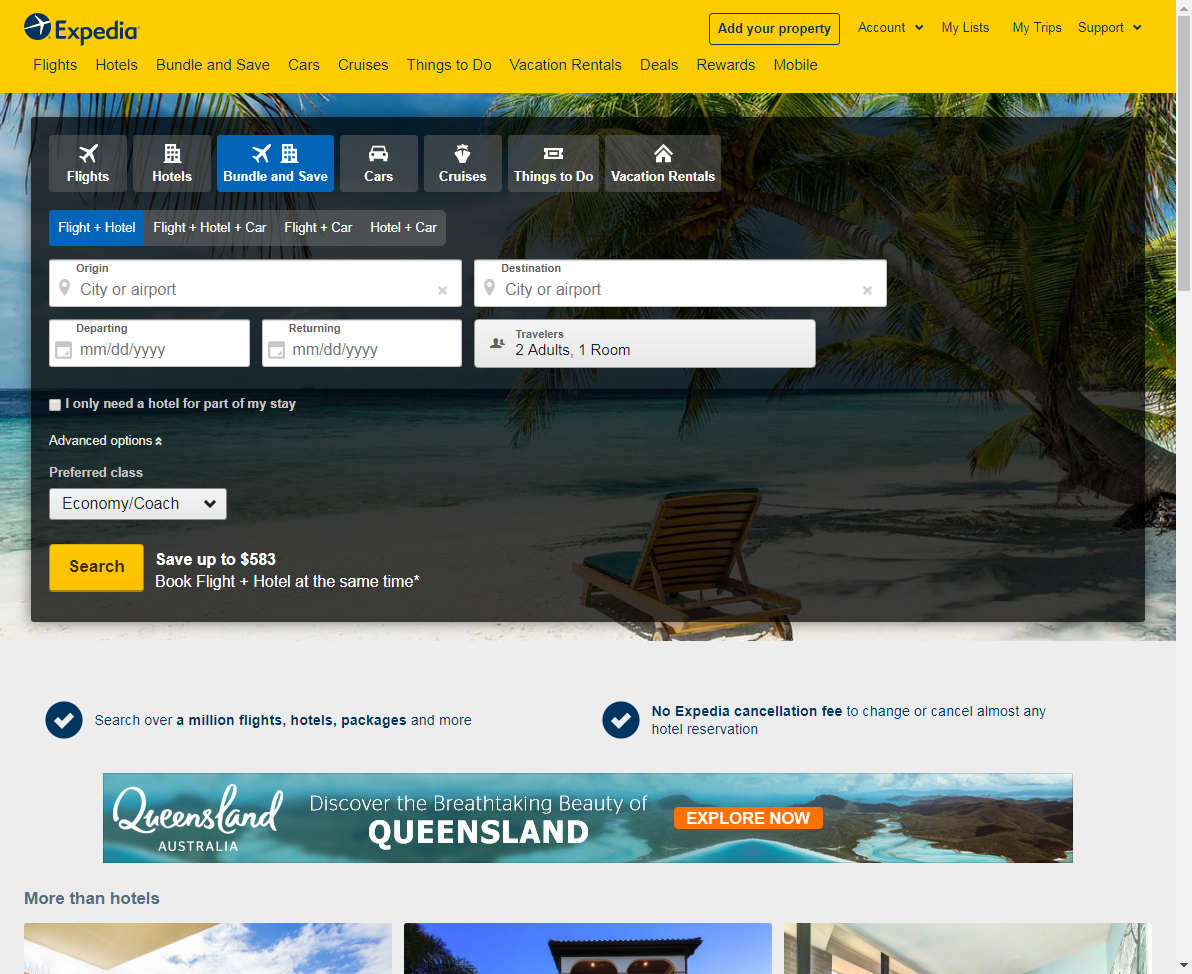 Expedia
Add your property
Account
My Lists
My Trips
Support
Flights
Hotels
Bundle and Save
Cars
Cruises
Things to Do
Vacation Rentals
Deals
Rewards
Mobile
Flights
Hotels
Bundle and Save
Cars
Cruises
Things to Do
Vacation Rentals
Flight + Hotel
Flight + Hotel + Car
Flight + Car
Hotel + Car
Origin
City or airport
Destination
City or airport
Departing
mm/dd/yyyy
Returning
mm/dd/yyyy
Travelers
2 Adults, 1 Room
I only need a hotel for part of my stay
Advanced options
Preferred class
Economy/Coach
Search
Save up to $583
Book Flight + Hotel at the same time*
Search over a million flights, hotels, packages and more
No Expedia cancellation fee to change or cancel almost any
hotel reservation
Queensland
AUSTRALIA
Discover the Breathtaking Beauty of
QUEENSLAND
EXPLORE NOW
More than hotels